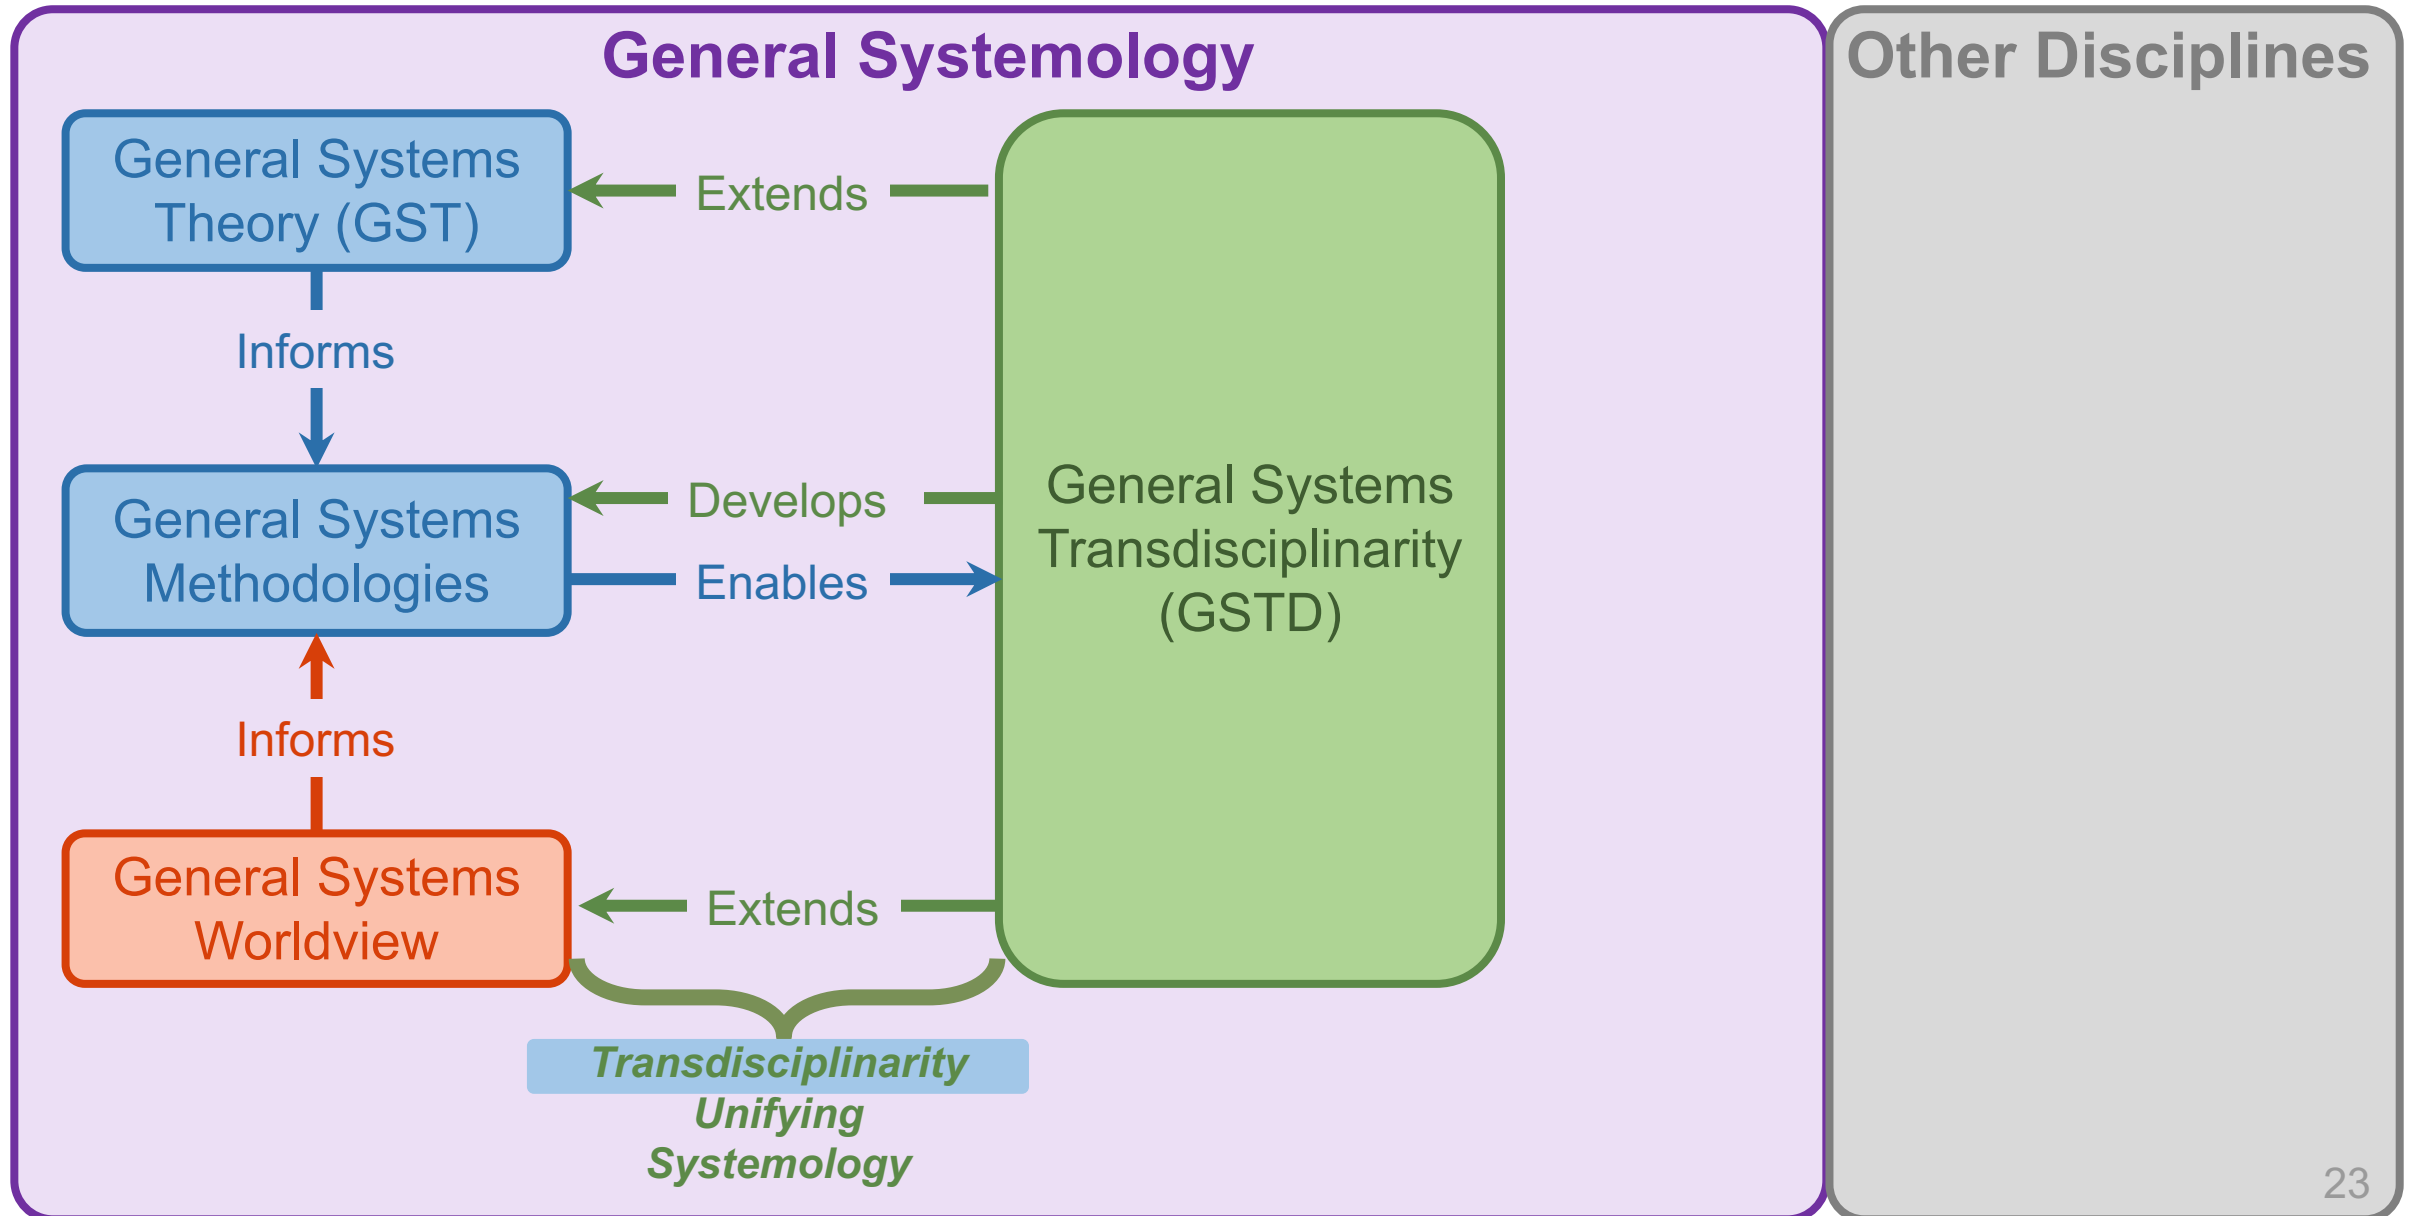 General Systemology
Other Disciplines
General Systems
Theory (GST)
Extends
Informs
General Systems
Methodologies
Develops
Enables
General Systems
Transdisciplinarity
(GSTD)
Informs
General Systems
Worldview
Extends
Transdisciplinarity
Unifying
Systemology
23